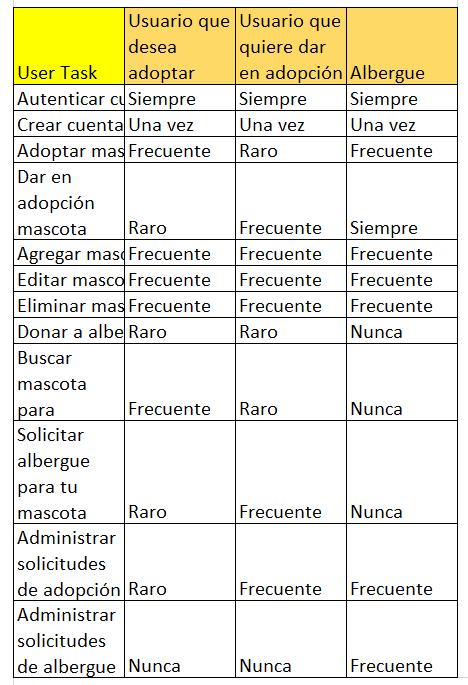 User Task Usuario que desea adoptar Usuario que quiere dar en adopción Albergue
Autenticar cu Siempre Siempre Siempre
Crear cuenta Una vez Una vez Una vez
Adoptar mas Frecuente Raro Frecuente
Dar en
adopción
mascota Raro Frecuente Siempre
Agregar masc Frecuente Frecuente Frecuente
Editar masco Frecuente Frecuente Frecuente
Eliminar mas Frecuente Frecuente Frecuente
Donar a albe Raro Raro Nunca
Buscar
mascota
para Frecuente Raro Nunca
Solicitar
albergue
para tu
mascota Raro Frecuente Nunca
Administrar
solicitudes
de adopción Raro Frecuente Frecuente
Administrar
solicitudes
de albergue Nunca Nunca Frecuente